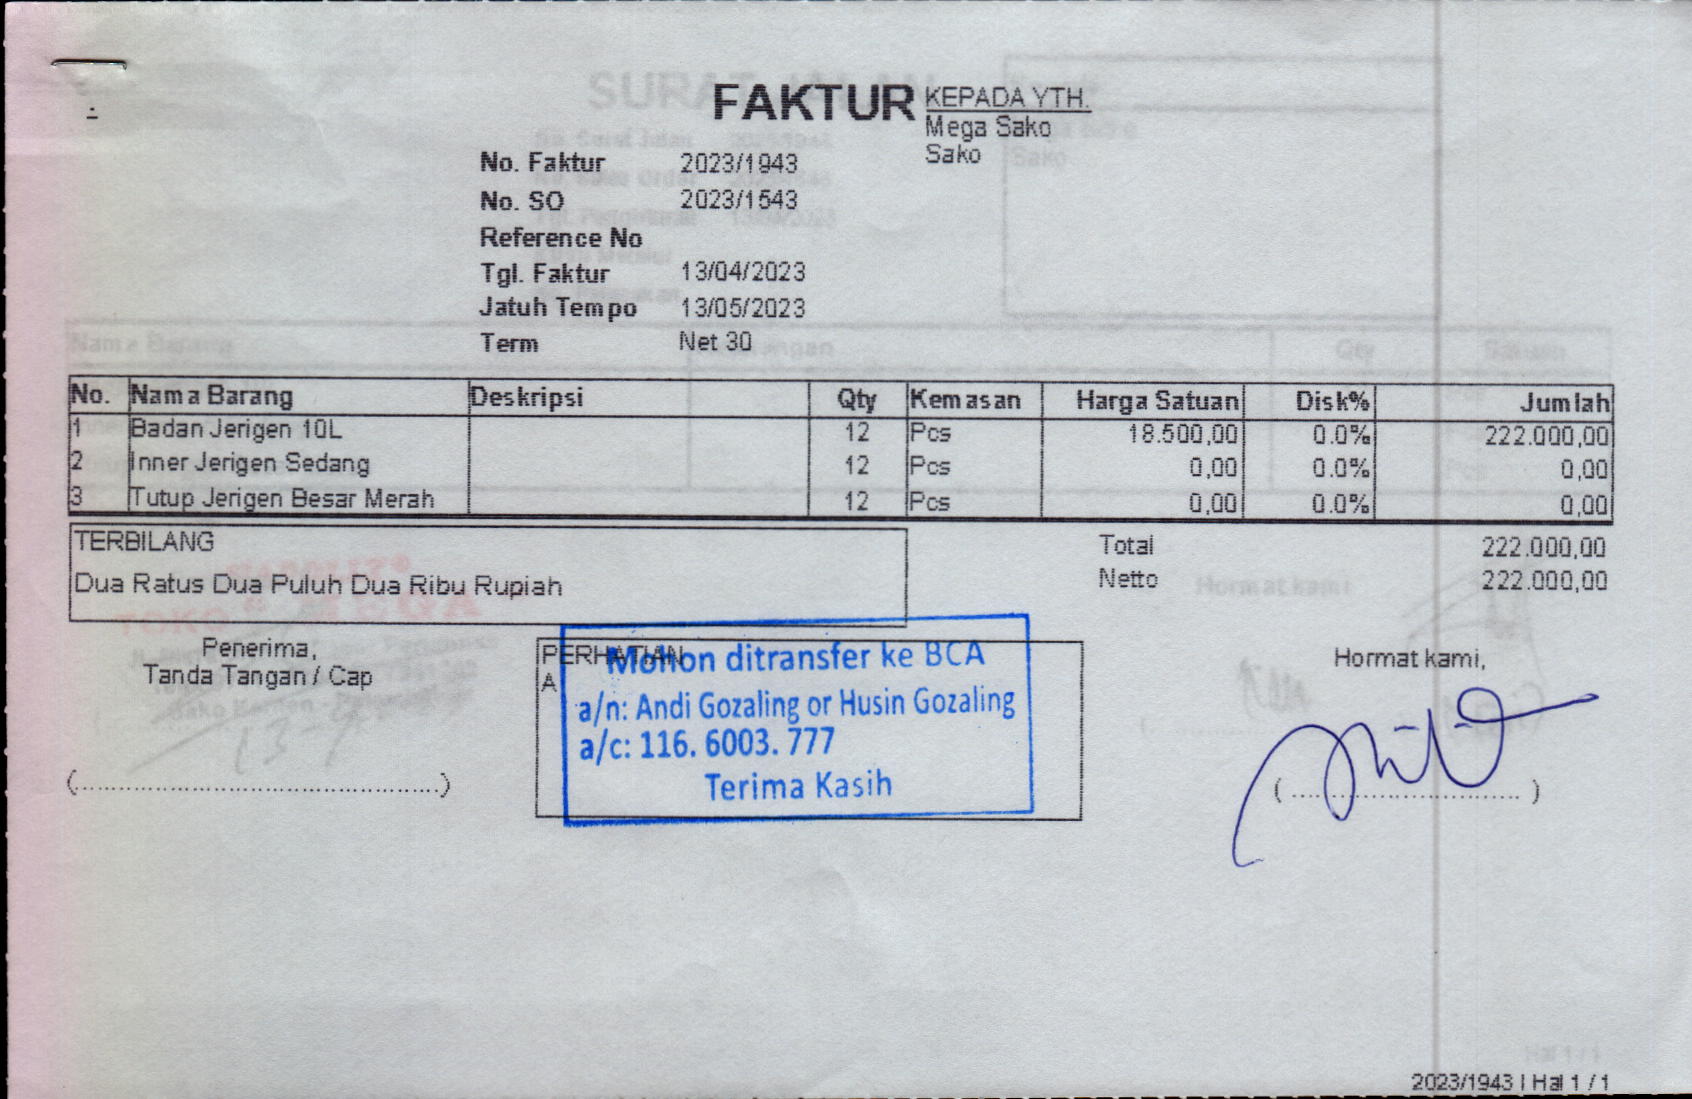 FAKTUR
KEPADA YTH.
Mega Sako
Sako
No. Faktur 2023/1943
No. SO 2023/1543
Reference No
Tgl. Faktur 13/04/2023
Jatuh Tempo 13/05/2023
Term Net 30
No. Nama Barang Deskripsi Qty Kemasan Harga Satuan Disk% Jumlah
1 Badan Jerigen 10L 12 Pcs 18.500,00 0.0% 222.000,00
2 Inner Jerigen Sedang 12 Pcs 0,00 0.0% 0,00
3 Tutup Jerigen Besar Merah 12 Pcs 0,00 0.0% 0,00
TERBILANG
Dua Ratus Dua Puluh Dua Ribu Rupiah
Total 222.000,00
Netto 222.000,00
Penerima,
Tanda Tangan / Cap
(..........................................)
PERHATIAN
A
Mohon ditransfer ke BCA
a/n: Andi Gozaling or Husin Gozaling
a/c: 116. 6003. 777
Terima Kasih
Hormat kami,
(..............................)
2023/1943 | Hal 1 / 1